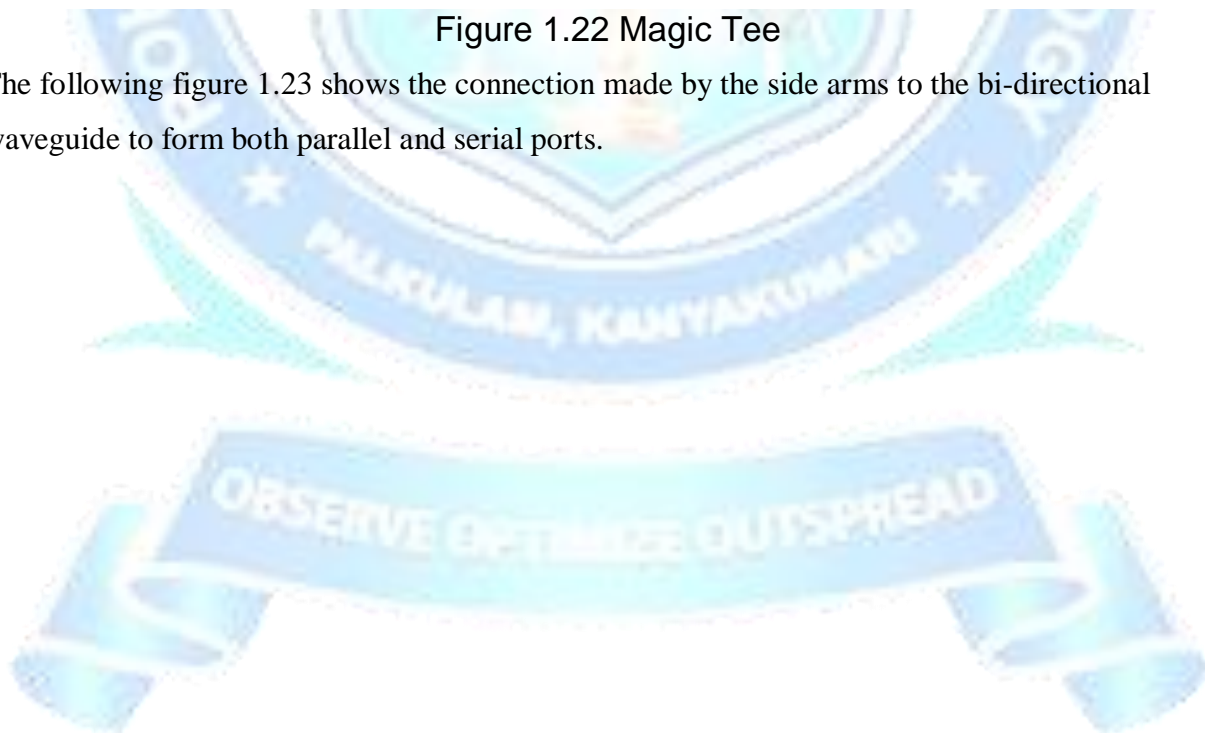 Figure 1.22 Magic Tee
he following figure 1.23 shows the connection made by the side arms to the bi-directional
waveguide to form both parallel and serial ports.
PALKULAM, KANYAKUMARI
OBSERVE OPTIMIZE OUTSPREAD